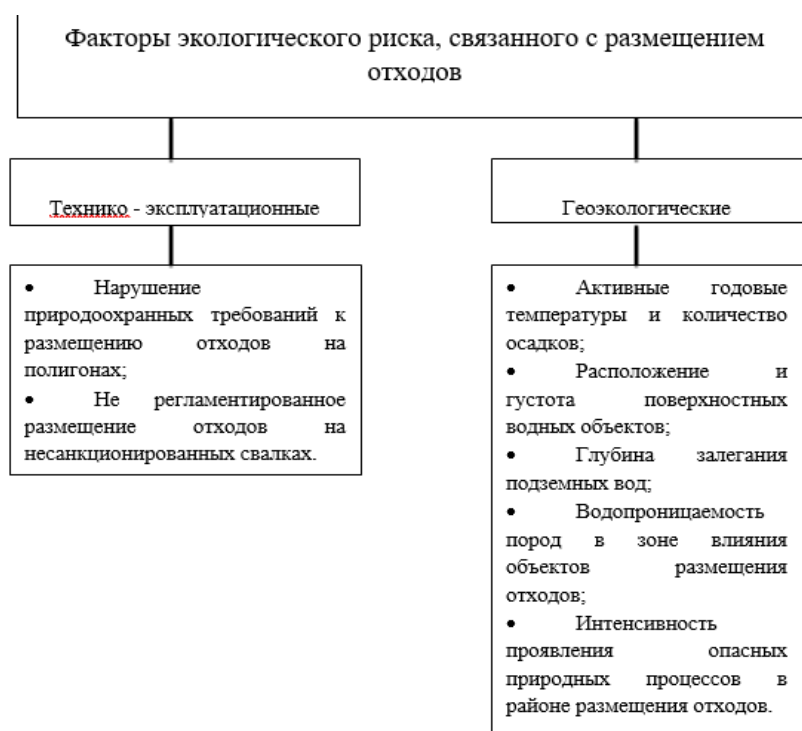 Факторы экологического риска, связанного с размещением
отходов
Технико - эксплуатационные
• Нарушение
природоохранных требований к
размещению отходов на
полигонах;
• Не регламентированное
размещение отходов на
несанкционированных свалках.
Геоэкологические
• Активные годовые
температуры и количество
осадков;
• Расположение и
густота поверхностных
водных объектов;
• Глубина залегания
подземных вод;
• Водопроницаемость
пород в зоне влияния
объектов размещения
отходов;
• Интенсивность
проявления опасных
природных процессов в
районе размещения отходов.